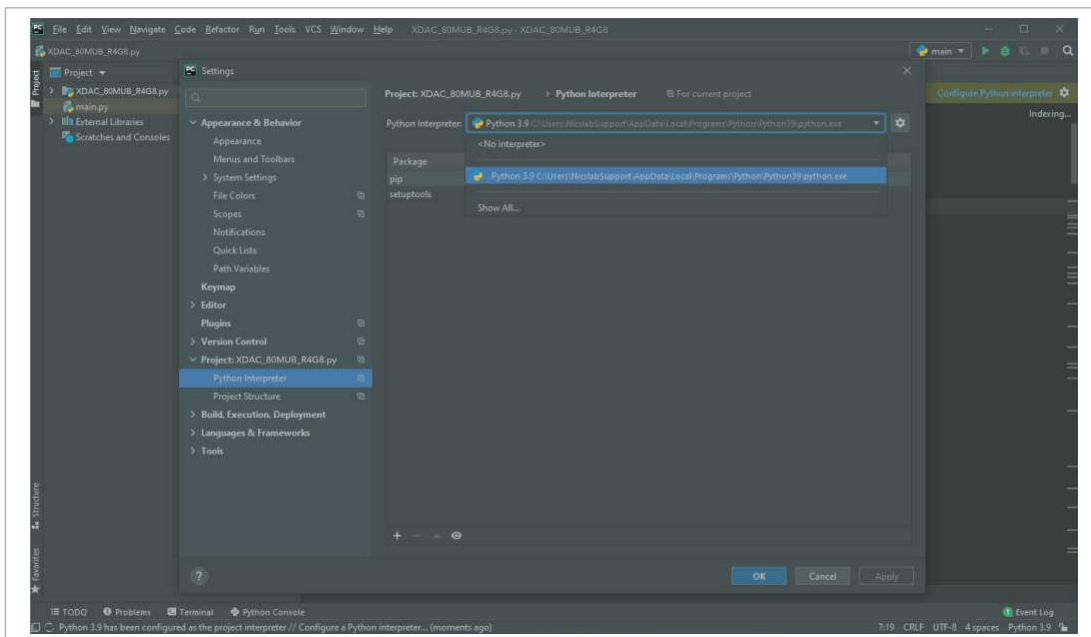 File Edit View Navigate Code Refactor Run Tools VCS Window Help XDAC_80MUB_R4G8.py - XDAC_80MUB_R4G8
XDAC_80MUB_R4G8.py
main
Project
Project
XDAC_80MUB_R4G8.py
main.py
External Libraries
Scratches and Consoles
Structure
Favorites
Configure Python interpreter
Indexing...
Settings
Appearance & Behavior
Appearance
Menus and Toolbars
System Settings
File Colors
Scopes
Notifications
Quick Lists
Path Variables
Keymap
Editor
Plugins
Version Control
Project: XDAC_80MUB_R4G8.py
Python Interpreter
Project Structure
Build, Execution, Deployment
Languages & Frameworks
Tools
Project: XDAC_80MUB_R4G8.py › Python Interpreter For current project
Python Interpreter: Python 3.9 C:\Users\NicslabSupport\AppData\Local\Programs\Python\Python39\python.exe
<No interpreter>
Python 3.9 C:\Users\NicslabSupport\AppData\Local\Programs\Python\Python39\python.exe
Show All...
Package
pip
setuptools
?
OK Cancel Apply
TODO Problems Terminal Python Console
1 Event Log
Python 3.9 has been configured as the project interpreter // Configure a Python interpreter... (moments ago)
7:19 CRLF UTF-8 4 spaces Python 3.9